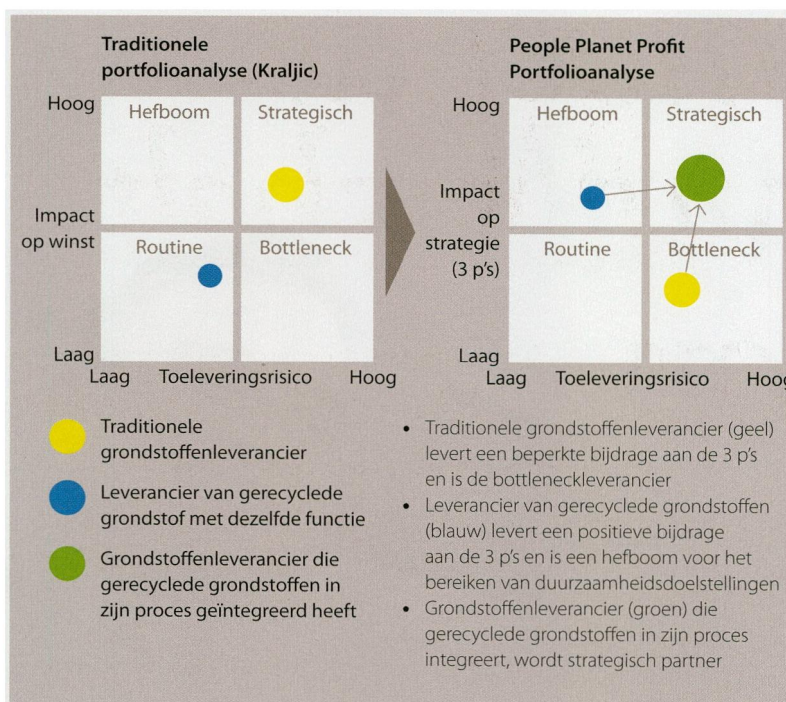 Traditionele
portfolioanalyse (Kraljic)
Hoog
Hefboom
Strategisch
Impact
op winst
Routine
Bottleneck
Laag
Laag
Toeleveringsrisico
Hoog
People Planet Profit
Portfolioanalyse
Hoog
Hefboom
Strategisch
Impact
op
strategie
(3 p's)
Routine
Bottleneck
Laag
Laag
Toeleveringsrisico
Hoog
Traditionele
grondstoffenleverancier
Leverancier van gerecyclede
grondstof met dezelfde functie
Grondstoffenleverancier die
gerecyclede grondstoffen in
zijn proces geïntegreerd heeft
• Traditionele grondstoffenleverancier (geel)
levert een beperkte bijdrage aan de 3 p's
en is de bottleneckleverancier
• Leverancier van gerecyclede grondstoffen
(blauw) levert een positieve bijdrage
aan de 3 p's en is een hefboom voor het
bereiken van duurzaamheidsdoelstellingen
• Grondstoffenleverancier (groen) die
gerecyclede grondstoffen in zijn proces
integreert, wordt strategisch partner